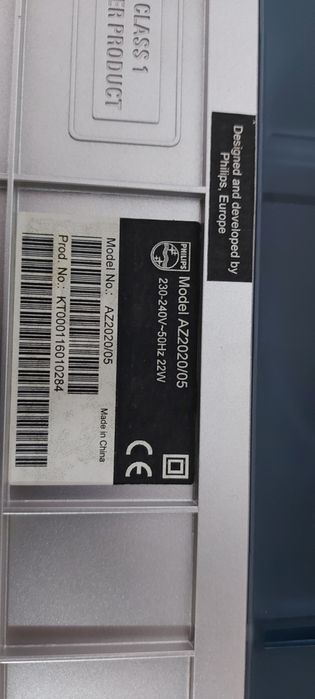 CLASS 1
ER PRODUCT
Designed and developed by
Philips, Europe
PHILIPS
Model AZ2020/05
230-240V~50Hz 22W
CE
Model No.: AZ2020/05
Made in China
Prod. No.: KT000116010284